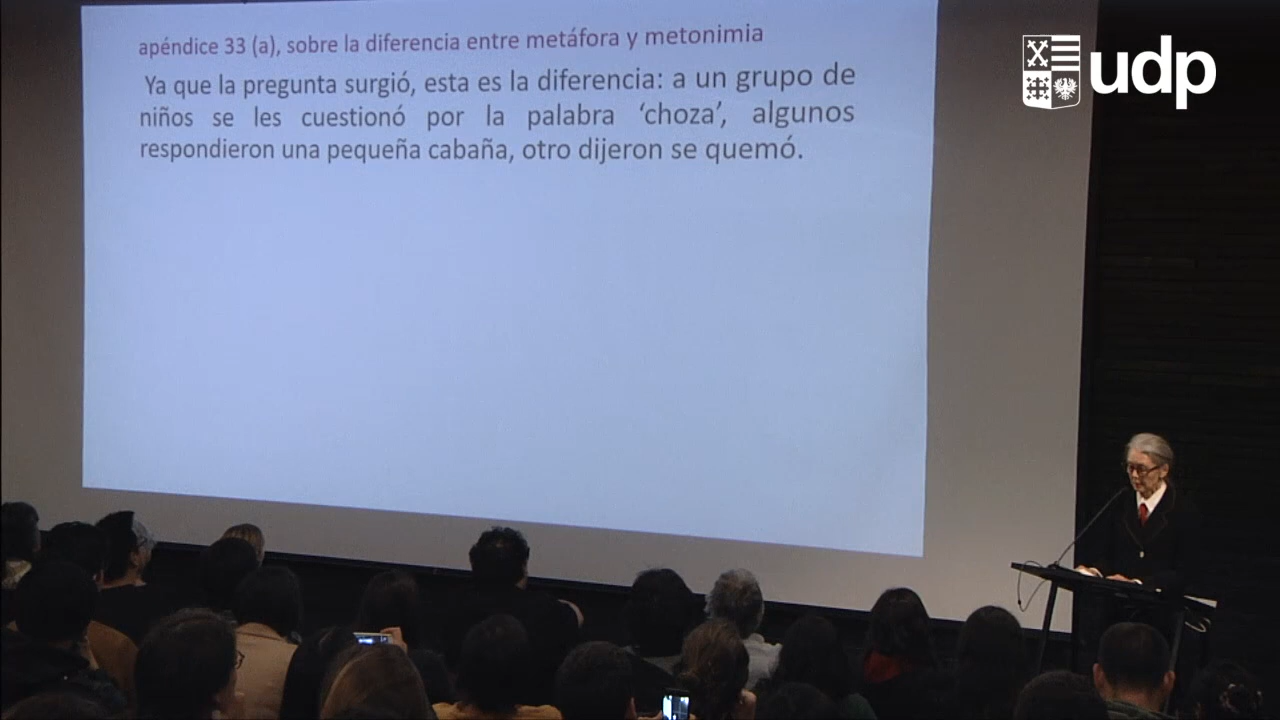 apéndice 33 (a), sobre la diferencia entre metáfora y metonimia
Ya que la pregunta surgió, esta es la diferencia: a un grupo de
niños se les cuestionó por la palabra ‘choza’, algunos
respondieron una pequeña cabaña, otro dijeron se quemó.
udp